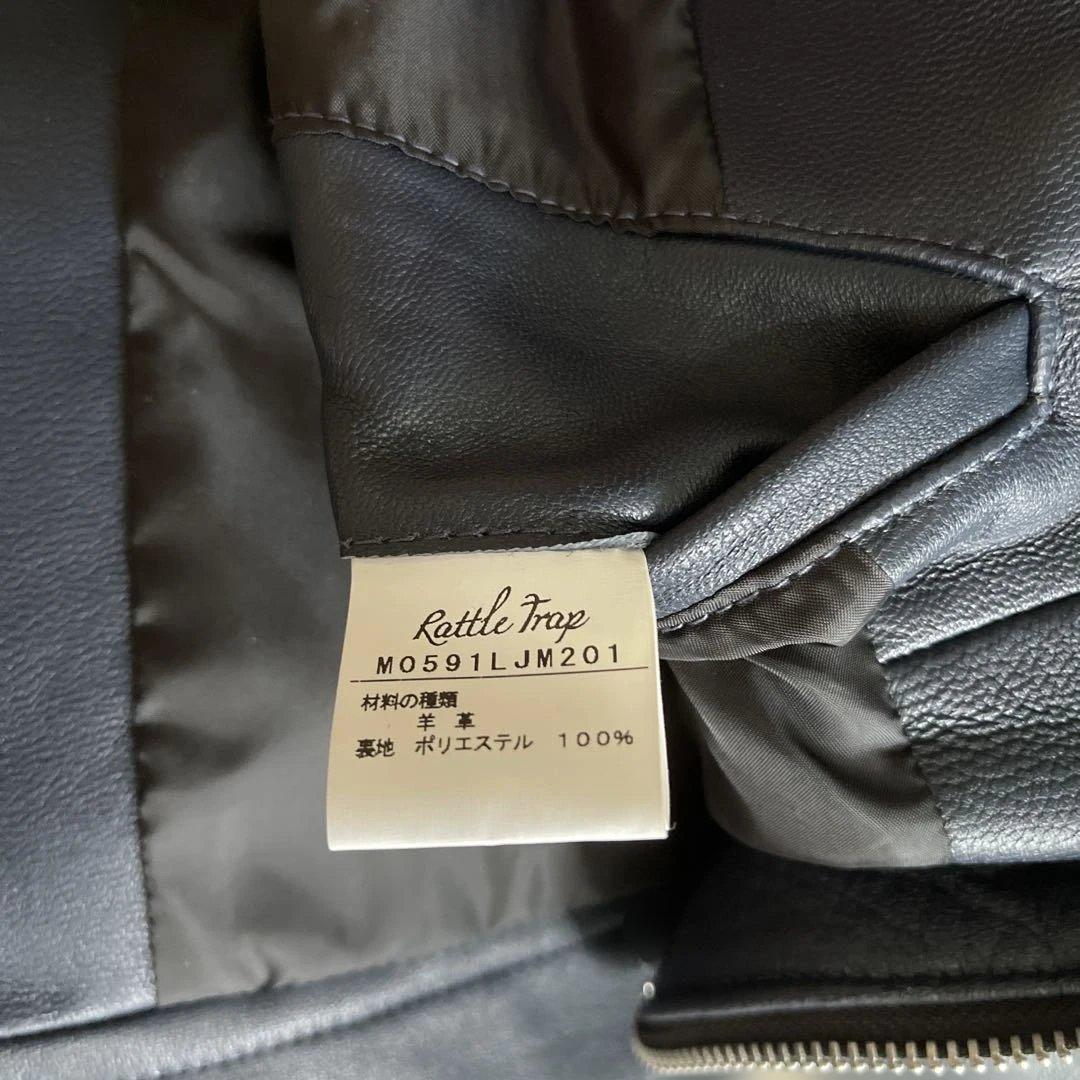 Rattle Trap
M0591LJM201
材料の種類
羊 革
裏地 ポリエステル 100%